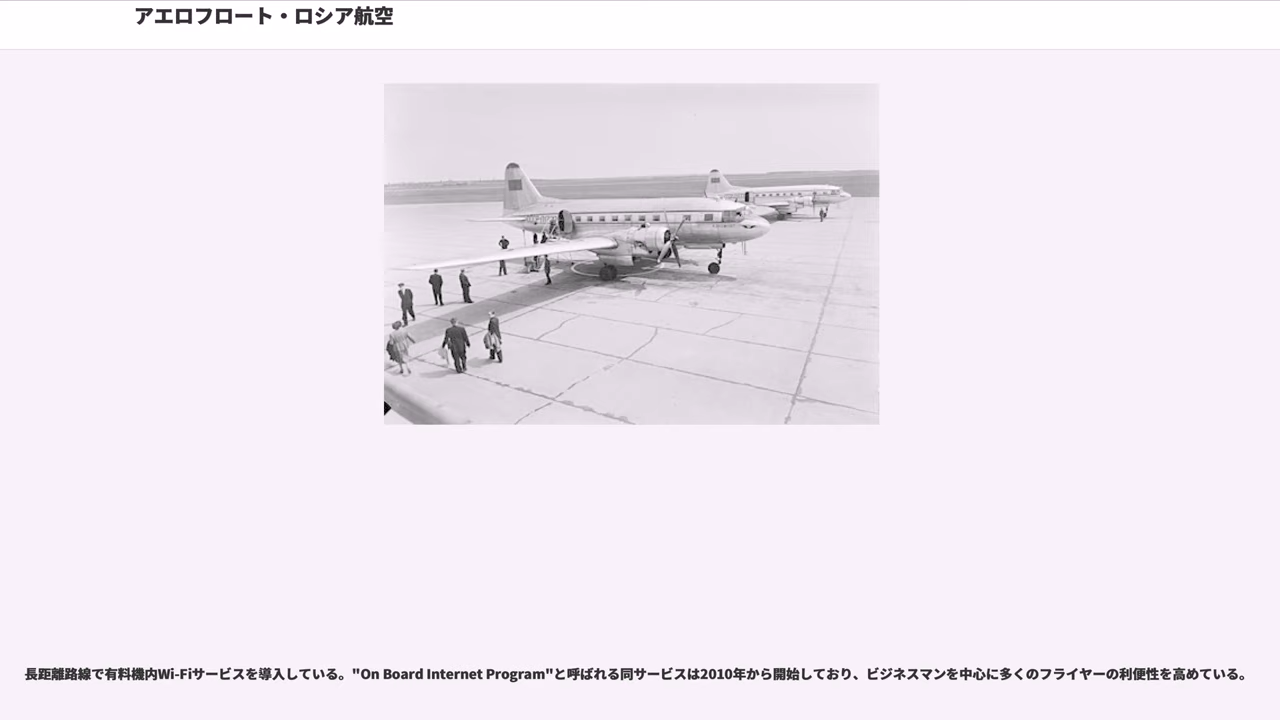 アエロフロート・ロシア航空
長距離路線で有料機内Wi-Fiサービスを導入している。"On Board Internet Program"と呼ばれる同サービスは2010年から開始しており、ビジネスマンを中心に多くのフライヤーの利便性を高めている。